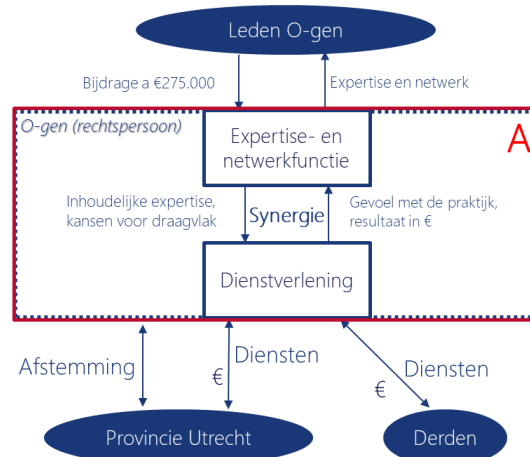 Leden O-gen
Bijdrage a €275.000
Expertise en netwerk
O-gen (rechtspersoon)
A
Expertise- en
netwerkfunctie
Inhoudelijke expertise,
kansen voor draagvlak
Synergie
Gevoel met de praktijk,
resultaat in €
Dienstverlening
Afstemming
€
Diensten
€
Diensten
Provincie Utrecht
Derden